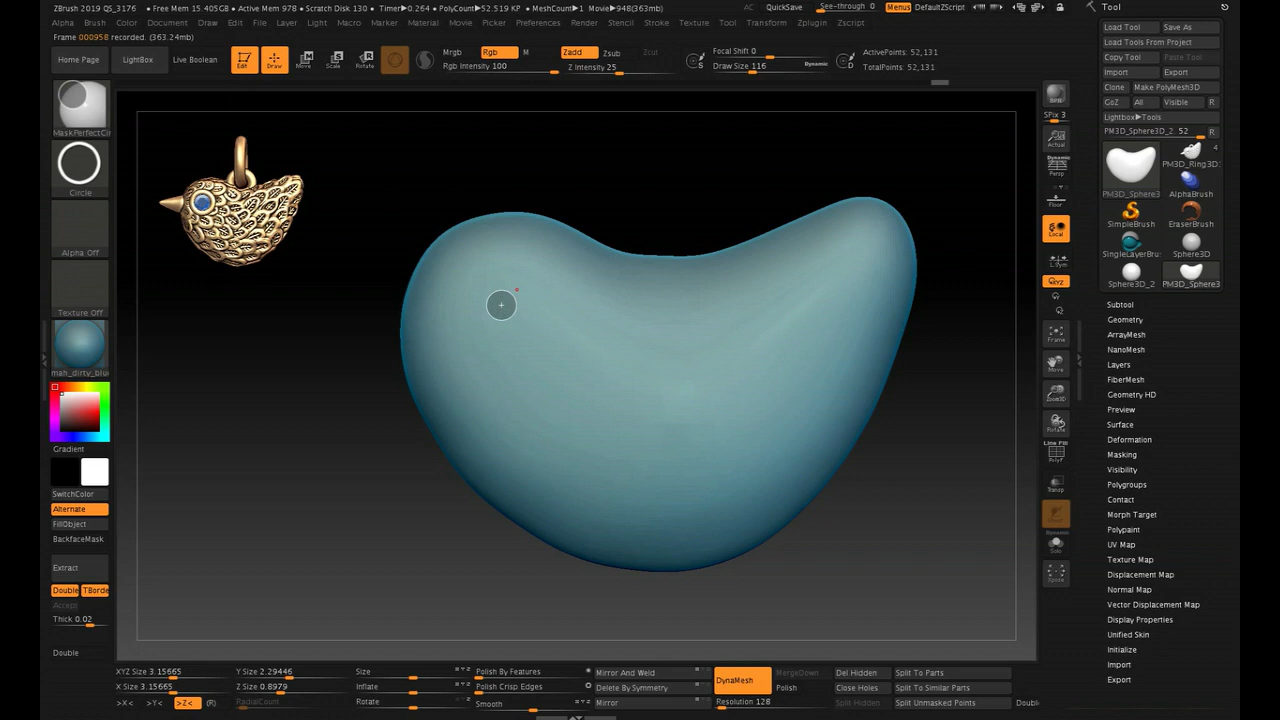 ZBrush 2019 QS_3176 • Free Mem 15.405GB • Active Mem 978 • Scratch Disk 130 • Timer▶0.264 • PolyCount▶52.519 KP • MeshCount▶1 • Movie▶948(363mb) AC QuickSave See-through 0 Menus DefaultZScript
Alpha Brush Color Document Draw Edit File Layer Light Macro Marker Material Movie Picker Preferences Render Stencil Stroke Texture Tool Transform Zplugin Zscript
Frame 000958 recorded. (363.24mb)
Home Page LightBox Live Boolean Edit Draw Move Scale Rotate
Mrgb Rgb M Zadd Zsub Zcut
Rgb Intensity 100 Z Intensity 25
Focal Shift 0
Draw Size 116 Dynamic
ActivePoints: 52,131
TotalPoints: 52,131
MaskPerfectCir
Circle
Alpha Off
Texture Off
mah_dirty_blu
Gradient
SwitchColor
Alternate
FillObject
BackfaceMask
Extract
Double TBorde
Accept
Thick 0.02
Double
XYZ Size 3.15665 Y Size 2.29446 Size Polish By Features Mirror And Weld DynaMesh MergeDown Del Hidden Split To Parts
X Size 3.15665 Z Size 0.8979 Inflate Polish Crisp Edges Delete By Symmetry Polish Close Holes Split To Similar Parts
>X< >Y< >Z< (R) RadialCount Rotate Smooth Mirror Resolution 128 Split Hidden Split Unmasked Points Double
BPR
SPix 3
Actual
Dynamic
Persp
Floor
Local
L.Sym
XYZ
Frame
Move
Zoom3D
Rotate
Line Fill
PolyF
Transp
Dynamic
Solo
Xpose
Tool
Load Tool Save As
Load Tools From Project
Copy Tool Paste Tool
Import Export
Clone Make PolyMesh3D
GoZ All Visible R
Lightbox▶Tools
PM3D_Sphere3D_2 52 R
4
PM3D_Sphere3 PM3D_Ring3D
AlphaBrush
SimpleBrush EraserBrush
SingleLayerBru Sphere3D
Sphere3D_2 PM3D_Sphere3
Subtool
Geometry
ArrayMesh
NanoMesh
Layers
FiberMesh
Geometry HD
Preview
Surface
Deformation
Masking
Visibility
Polygroups
Contact
Morph Target
Polypaint
UV Map
Texture Map
Displacement Map
Normal Map
Vector Displacement Map
Display Properties
Unified Skin
Initialize
Import
Export